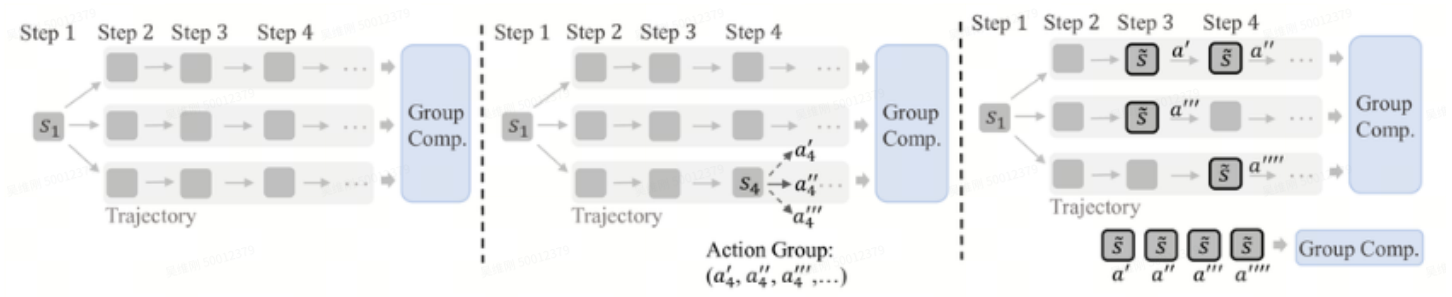 Step 1 Step 2 Step 3 Step 4
s₁
...
...
...
Group
Comp.
Trajectory
Step 1 Step 2 Step 3 Step 4
s₁
...
...
s₄
a′₄
a″₄
a‴₄
...
Group
Comp.
Trajectory
Action Group:
(a′₄, a″₄, a‴₄,...)
Step 1 Step 2 Step 3 Step 4
s₁
s̃ a′ s̃ a″ ...
s̃ a‴ ...
s̃ a⁗ ...
Group
Comp.
Trajectory
s̃ s̃ s̃ s̃ Group Comp.
a′ a″ a‴ a⁗